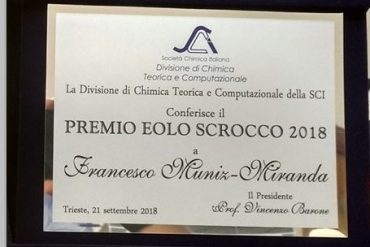 Società Chimica Italiana
Divisione di Chimica
Teorica e Computazionale
La Divisione di Chimica Teorica e Computazionale della SCI
Conferisce il
PREMIO EOLO SCROCCO 2018
a
Francesco Muniz-Miranda
Il Presidente
Trieste, 21 settembre 2018 Prof. Vincenzo Barone